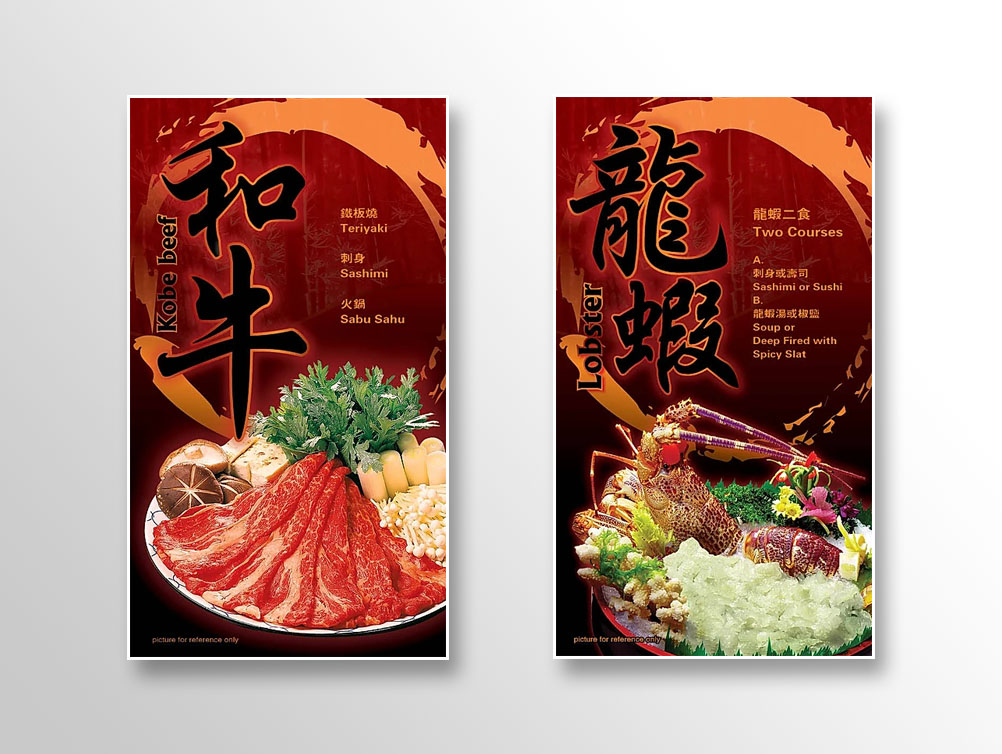 和牛
Kobe beef
鐵板燒
Teriyaki
刺身
Sashimi
火鍋
Sabu Sahu
picture for reference only
龍蝦
Lobster
龍蝦二食
Two Courses
A.
刺身或壽司
Sashimi or Sushi
B.
龍蝦湯或椒鹽
Soup or
Deep Fired with
Spicy Slat
picture for reference only